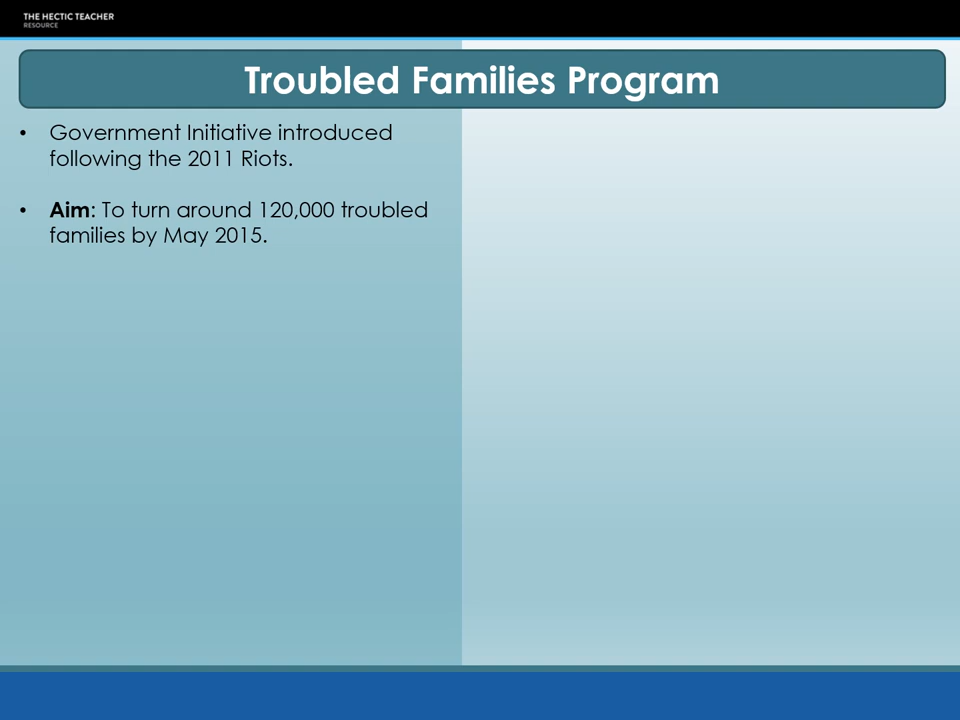 THE HECTIC TEACHER
RESOURCE
Troubled Families Program
• Government Initiative introduced
following the 2011 Riots.
• Aim: To turn around 120,000 troubled
families by May 2015.